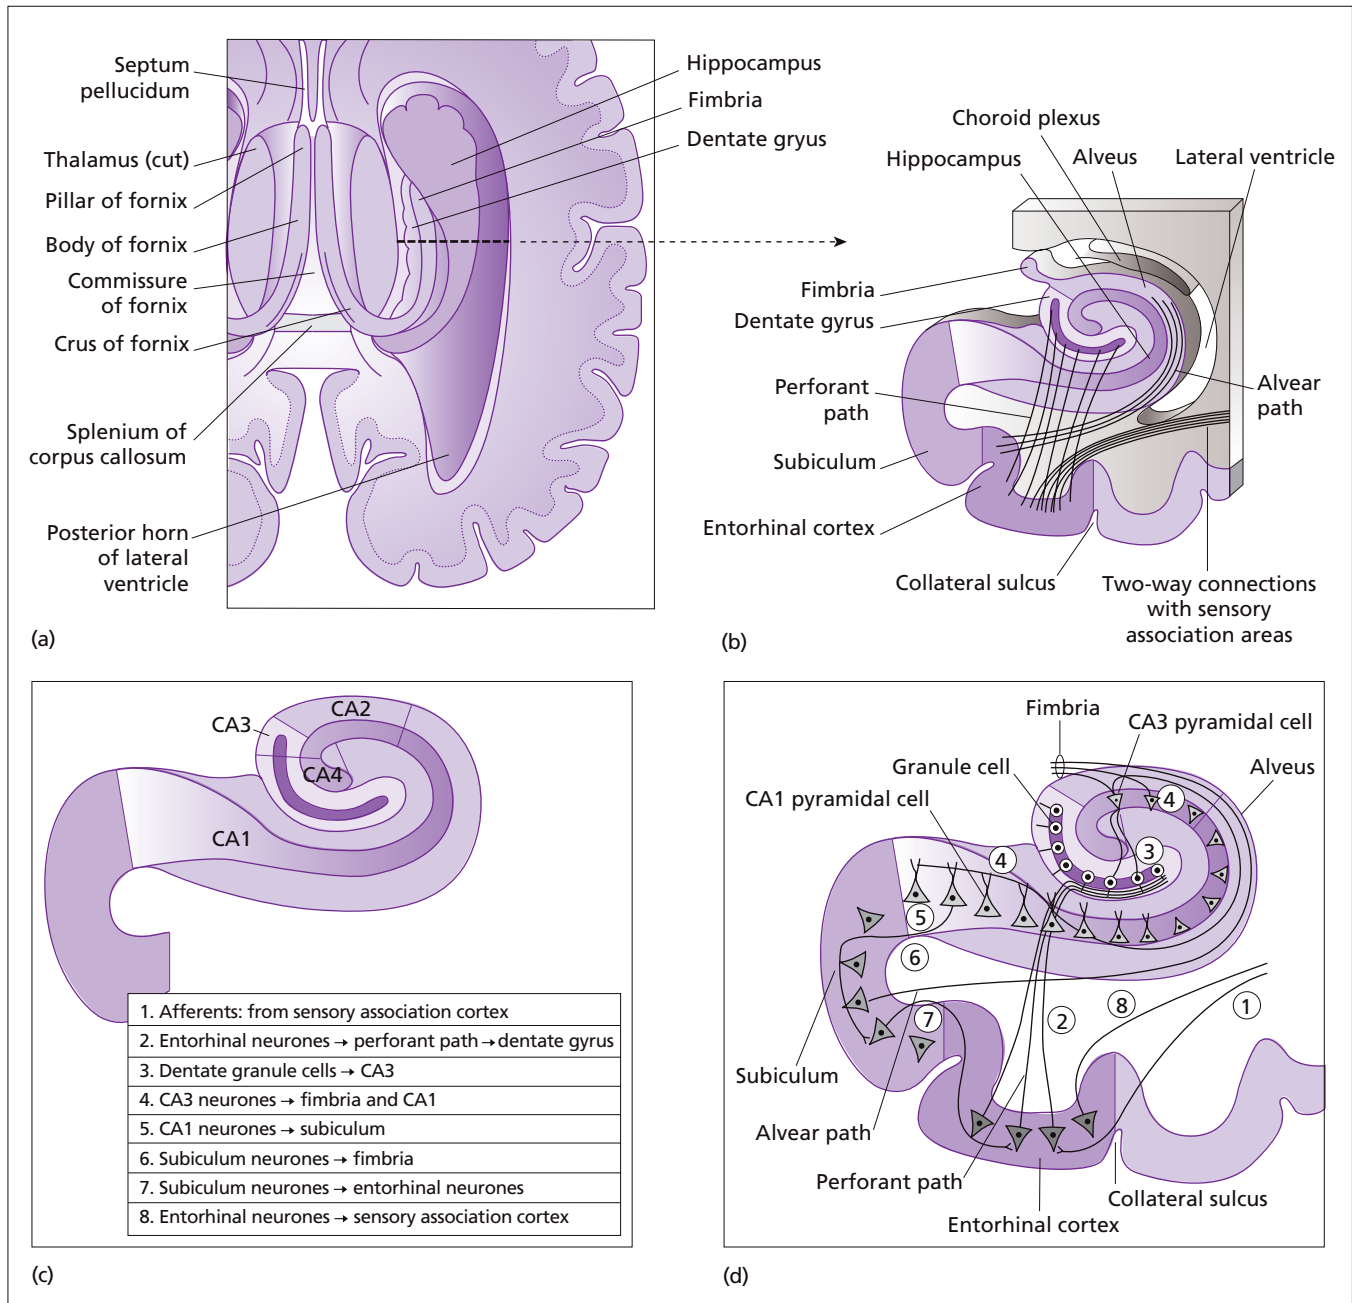 Septum
pellucidum
Thalamus (cut)
Pillar of fornix
Body of fornix
Commissure
of fornix
Crus of fornix
Splenium of
corpus callosum
Posterior horn
of lateral
ventricle
Hippocampus
Fimbria
Dentate gryus
(a)
Choroid plexus
Hippocampus
Alveus
Lateral ventricle
Fimbria
Dentate gyrus
Perforant
path
Alvear
path
Subiculum
Entorhinal cortex
Collateral sulcus
Two-way connections
with sensory
association areas
(b)
CA2
CA3
CA4
CA1
1. Afferents: from sensory association cortex
2. Entorhinal neurones → perforant path → dentate gyrus
3. Dentate granule cells → CA3
4. CA3 neurones → fimbria and CA1
5. CA1 neurones → subiculum
6. Subiculum neurones → fimbria
7. Subiculum neurones → entorhinal neurones
8. Entorhinal neurones → sensory association cortex
(c)
Fimbria
CA3 pyramidal cell
Granule cell
Alveus
CA1 pyramidal cell
4
3
4
5
6
8
1
7
2
Subiculum
Alvear path
Perforant path
Collateral sulcus
Entorhinal cortex
(d)